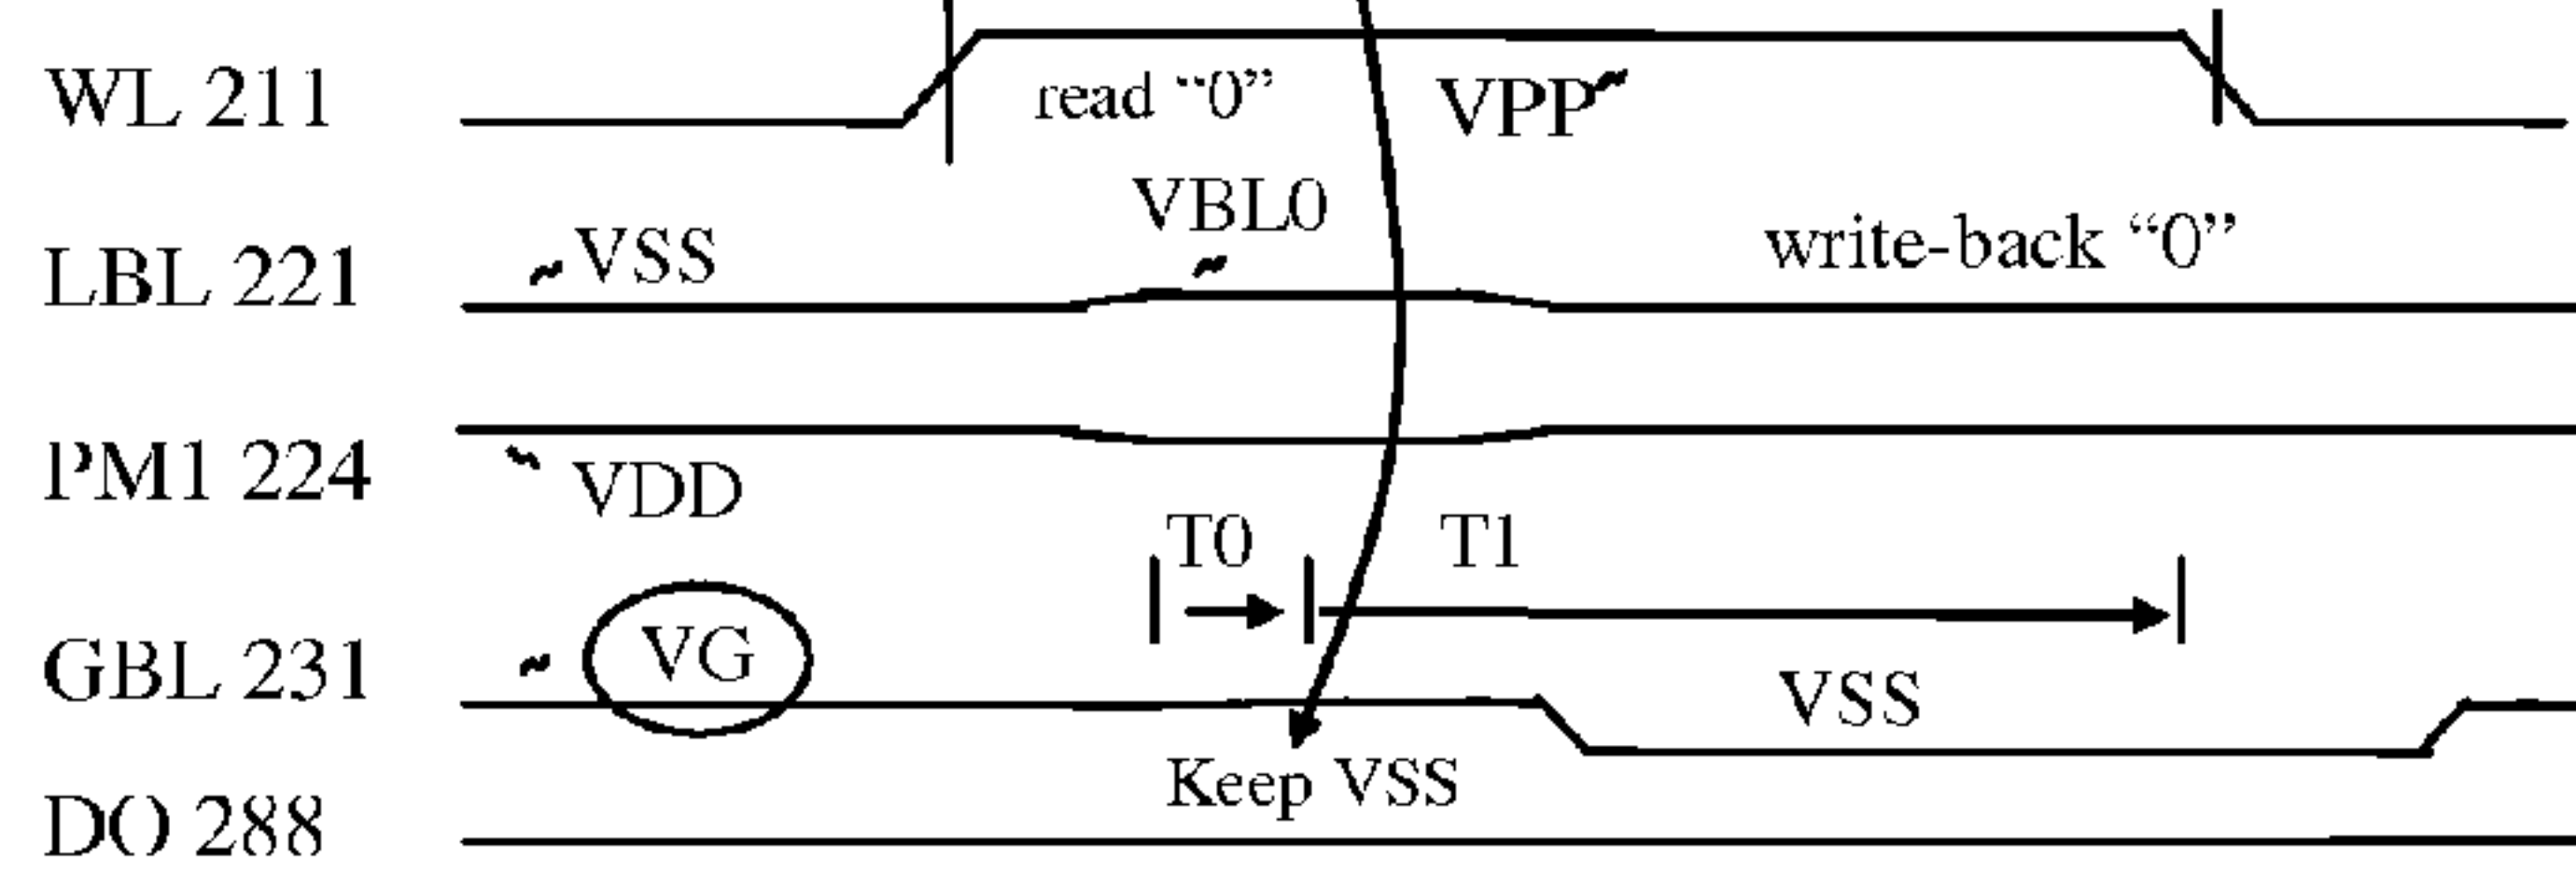 WL 211 read “0” VPP
VBL0
LBL 221 VSS write-back “0”
PM1 224 VDD
T0 T1
GBL 231 VG VSS
Keep VSS
DO 288